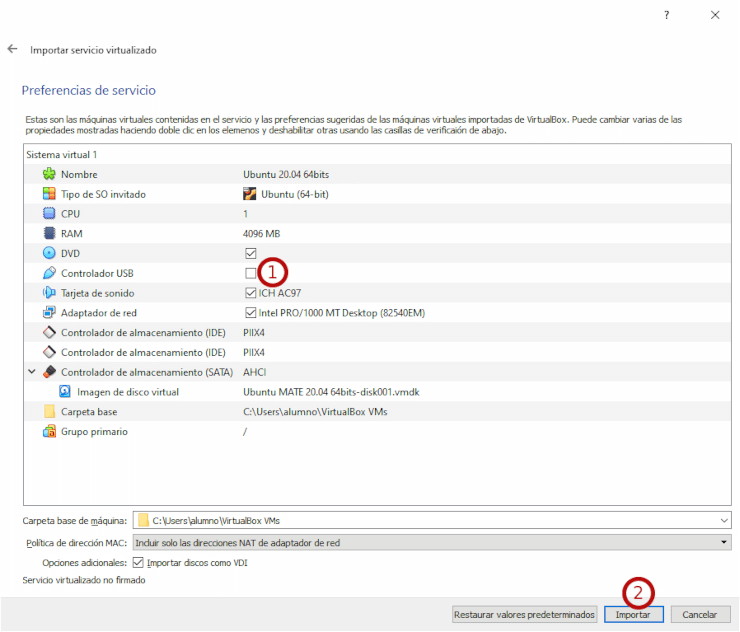 ?
Importar servicio virtualizado
Preferencias de servicio
Estas son las máquinas virtuales contenidas en el servicio y las preferencias sugeridas de las máquinas virtuales importadas de VirtualBox. Puede cambiar varias de las
propiedades mostradas haciendo doble clic en los elemenos y deshabilitar otras usando las casillas de verificaión de abajo.
Sistema virtual 1
Nombre Ubuntu 20.04 64bits
Tipo de SO invitado Ubuntu (64-bit)
CPU 1
RAM 4096 MB
DVD
Controlador USB 1
Tarjeta de sonido ICH AC97
Adaptador de red Intel PRO/1000 MT Desktop (82540EM)
Controlador de almacenamiento (IDE) PIIX4
Controlador de almacenamiento (IDE) PIIX4
Controlador de almacenamiento (SATA) AHCI
Imagen de disco virtual Ubuntu MATE 20.04 64bits-disk001.vmdk
Carpeta base C:\Users\alumno\VirtualBox VMs
Grupo primario /
Carpeta base de máquina: C:\Users\alumno\VirtualBox VMs
Política de dirección MAC: Incluir solo las direcciones NAT de adaptador de red
Opciones adicionales: Importar discos como VDI
Servicio virtualizado no firmado
2
Restaurar valores predeterminados Importar Cancelar